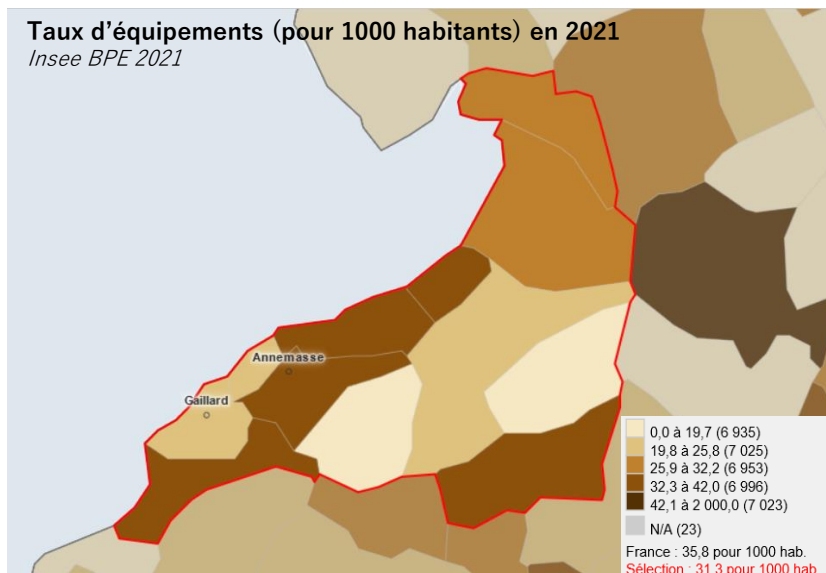 Taux d’équipements (pour 1000 habitants) en 2021
Insee BPE 2021
Annemasse
Gaillard
0,0 à 19,7 (6 935)
19,8 à 25,8 (7 025)
25,9 à 32,2 (6 953)
32,3 à 42,0 (6 996)
42,1 à 2 000,0 (7 023)
N/A (23)
France : 35,8 pour 1000 hab.
Sélection : 31,3 pour 1000 hab